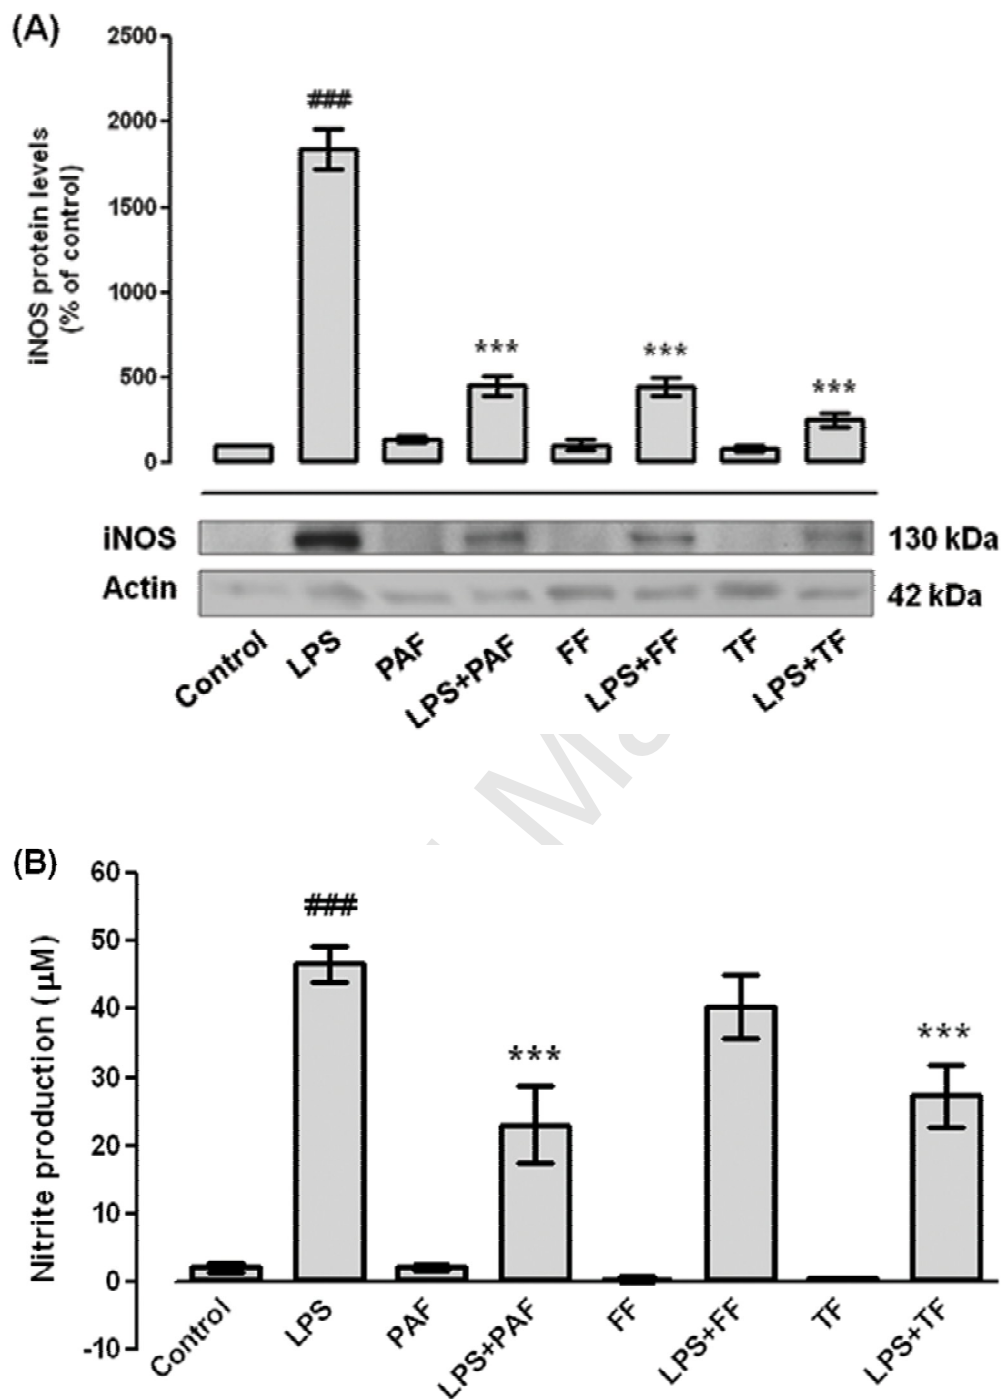 (A)
2500
2000
1500
1000
500
0
iNOS protein levels
(% of control)
###
***
***
***
iNOS
130 kDa
Actin
42 kDa
Control
LPS
PAF
LPS+PAF
FF
LPS+FF
TF
LPS+TF
(B)
60
50
40
30
20
10
0
-10
Nitrite production (µM)
###
***
***
Control
LPS
PAF
LPS+PAF
FF
LPS+FF
TF
LPS+TF